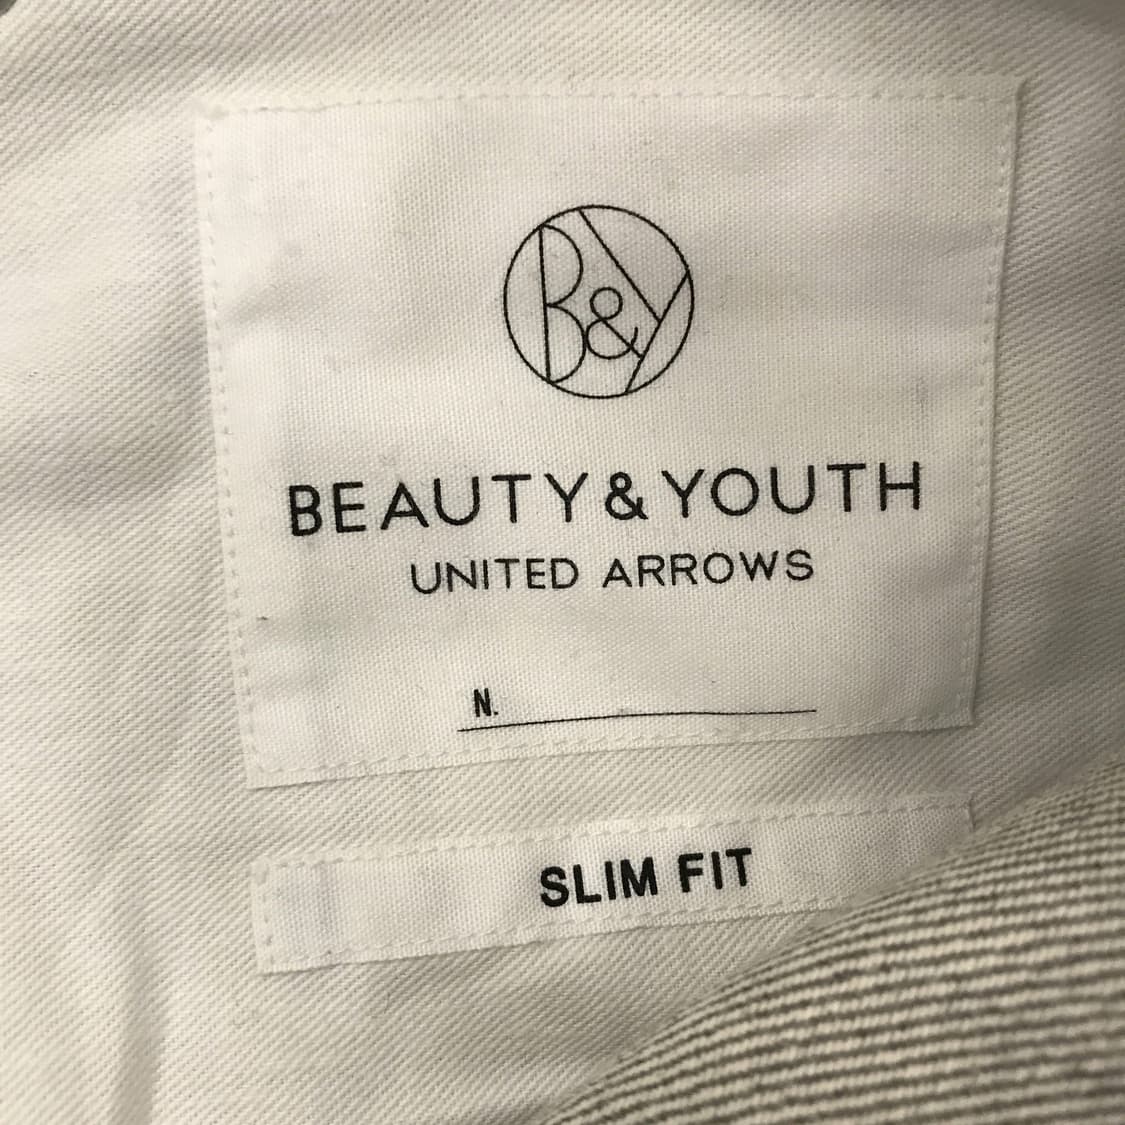 B&Y
BEAUTY & YOUTH
UNITED ARROWS
N.
SLIM FIT